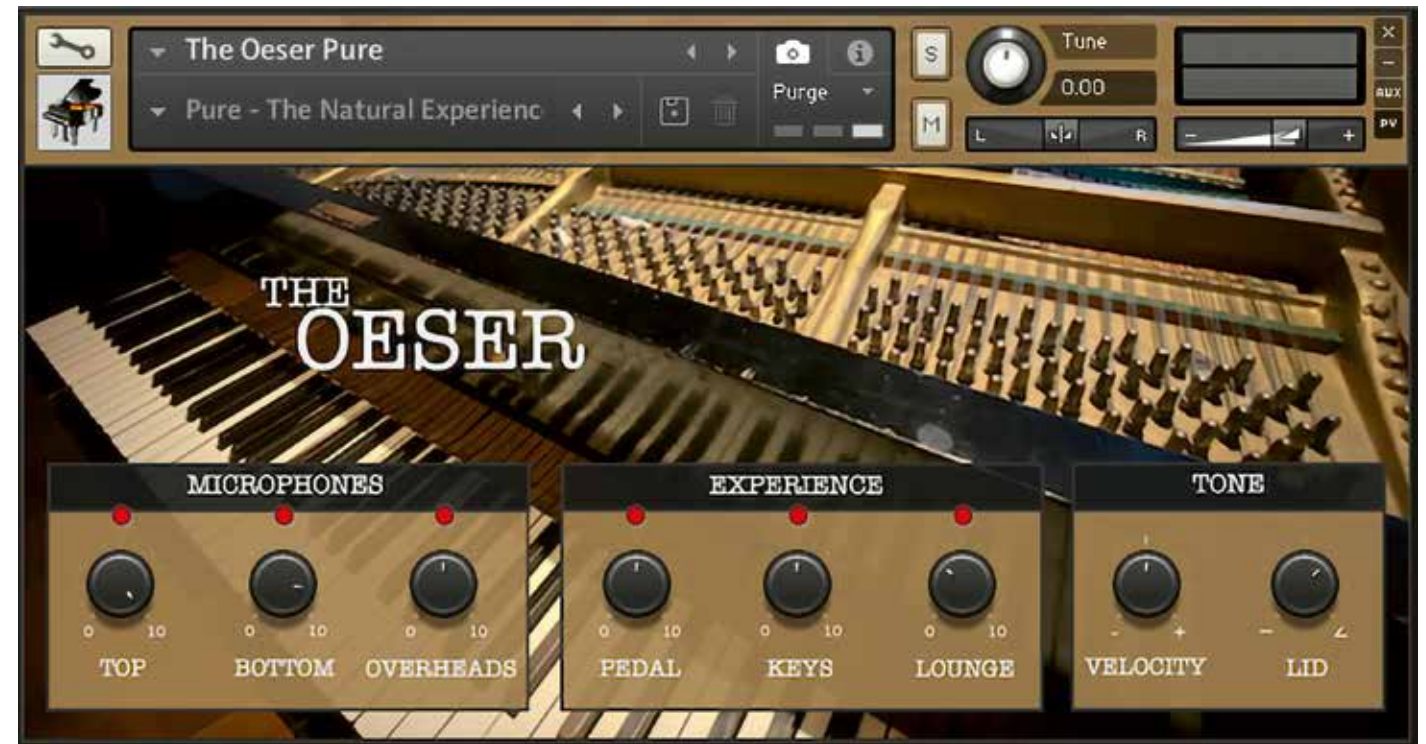 The Oeser Pure
Pure - The Natural Experienc
Purge
S
M
Tune
0.00
L R
- +
×
-
AUX
PV
THE
OESER
MICROPHONES
0 10 0 10 0 10
TOP BOTTOM OVERHEADS
EXPERIENCE
0 10 0 10 0 10
PEDAL KEYS LOUNGE
TONE
- +
VELOCITY LID